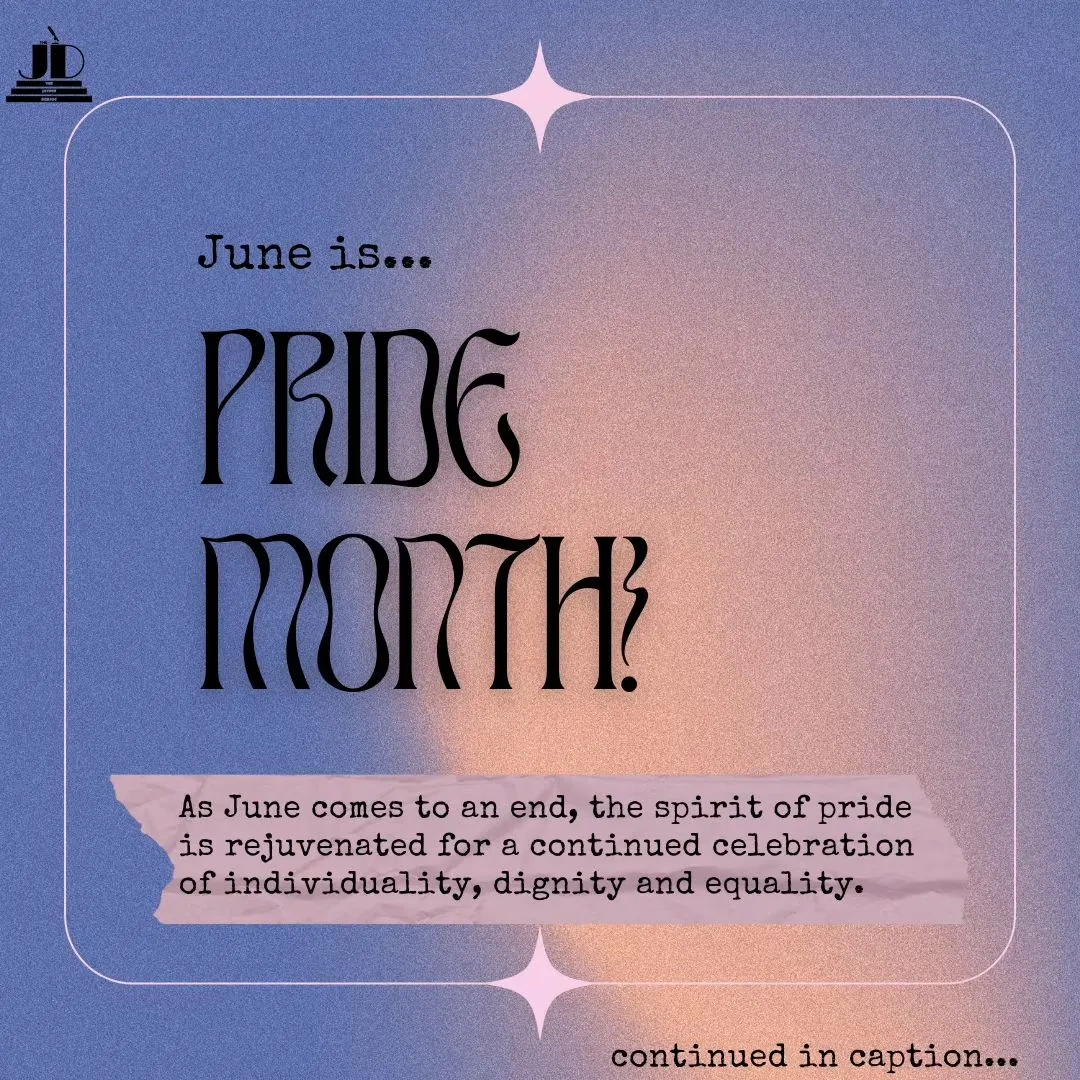 JD
June is...
PRIDE
MONTH!
As June comes to an end, the spirit of pride
is rejuvenated for a continued celebration
of individuality, dignity and equality.
continued in caption...